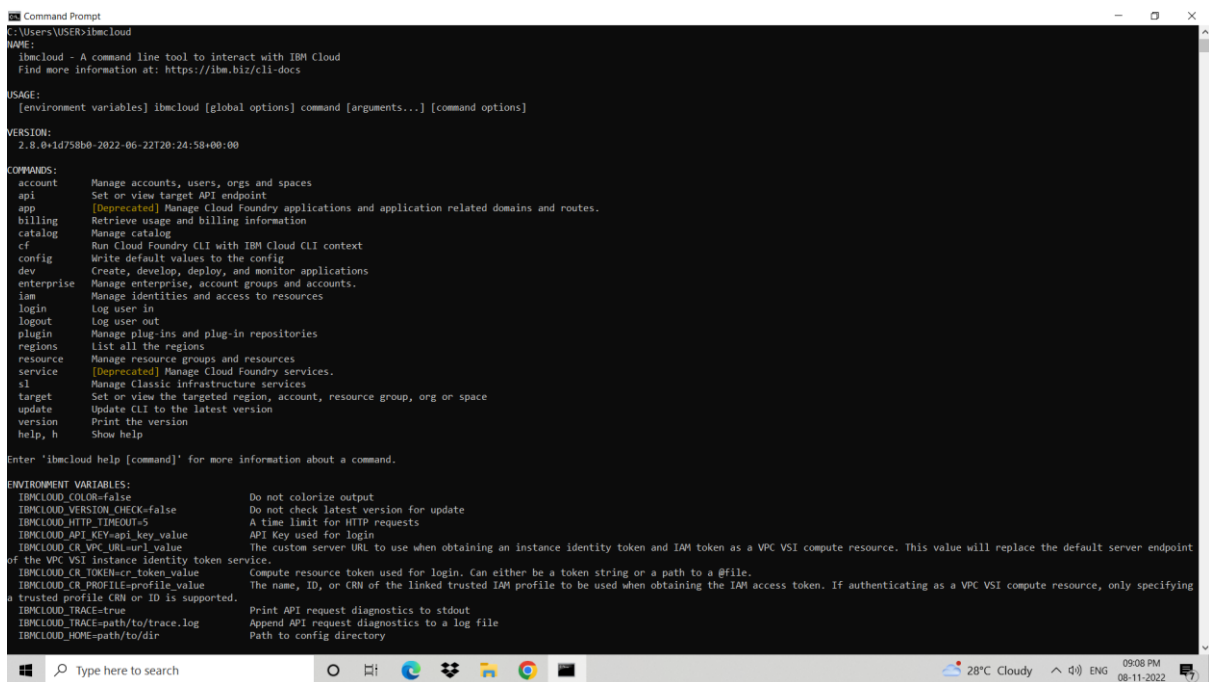 Command Prompt
C:\Users\USER>ibmcloud
NAME:
  ibmcloud - A command line tool to interact with IBM Cloud
  Find more information at: https://ibm.biz/cli-docs

USAGE:
  [environment variables] ibmcloud [global options] command [arguments...] [command options]

VERSION:
  2.8.0+1d758b0-2022-06-22T20:24:58+00:00

COMMANDS:
  account     Manage accounts, users, orgs and spaces
  api         Set or view target API endpoint
  app         [Deprecated] Manage Cloud Foundry applications and application related domains and routes.
  billing     Retrieve usage and billing information
  catalog     Manage catalog
  cf          Run Cloud Foundry CLI with IBM Cloud CLI context
  config      Write default values to the config
  dev         Create, develop, deploy, and monitor applications
  enterprise  Manage enterprise, account groups and accounts.
  iam         Manage identities and access to resources
  login       Log user in
  logout      Log user out
  plugin      Manage plug-ins and plug-in repositories
  regions     List all the regions
  resource    Manage resource groups and resources
  service     [Deprecated] Manage Cloud Foundry services.
  sl          Manage Classic infrastructure services
  target      Set or view the targeted region, account, resource group, org or space
  update      Update CLI to the latest version
  version     Print the version
  help, h     Show help

Enter 'ibmcloud help [command]' for more information about a command.

ENVIRONMENT VARIABLES:
  IBMCLOUD_COLOR=false                Do not colorize output
  IBMCLOUD_VERSION_CHECK=false        Do not check latest version for update
  IBMCLOUD_HTTP_TIMEOUT=5             A time limit for HTTP requests
  IBMCLOUD_API_KEY=api_key_value      API Key used for login
  IBMCLOUD_CR_VPC_URL=url_value       The custom server URL to use when obtaining an instance identity token and IAM token as a VPC VSI compute resource. This value will replace the default server endpoint
of the VPC VSI instance identity token service.
  IBMCLOUD_CR_TOKEN=cr_token_value    Compute resource token used for login. Can either be a token string or a path to a @file.
  IBMCLOUD_CR_PROFILE=profile_value   The name, ID, or CRN of the linked trusted IAM profile to be used when obtaining the IAM access token. If authenticating as a VPC VSI compute resource, only specifying
a trusted profile CRN or ID is supported.
  IBMCLOUD_TRACE=true                 Print API request diagnostics to stdout
  IBMCLOUD_TRACE=path/to/trace.log    Append API request diagnostics to a log file
  IBMCLOUD_HOME=path/to/dir           Path to config directory
Type here to search
28°C Cloudy
ENG
09:08 PM
08-11-2022
7